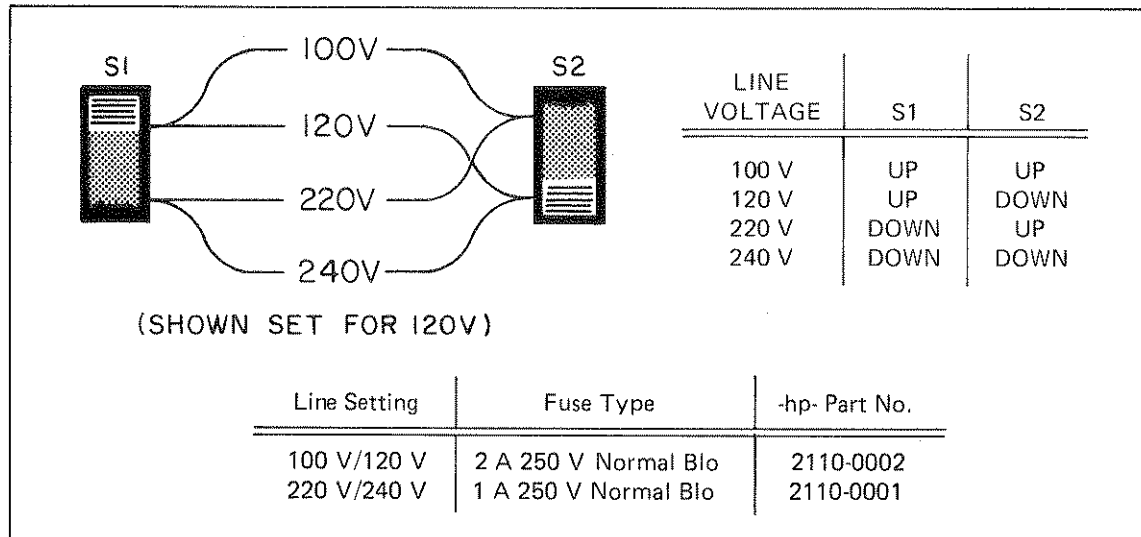 100V
S1 S2
120V
220V
240V
(SHOWN SET FOR 120V)
LINE
VOLTAGE S1 S2
100 V UP UP
120 V UP DOWN
220 V DOWN UP
240 V DOWN DOWN
Line Setting Fuse Type -hp- Part No.
100 V/120 V 2 A 250 V Normal Blo 2110-0002
220 V/240 V 1 A 250 V Normal Blo 2110-0001